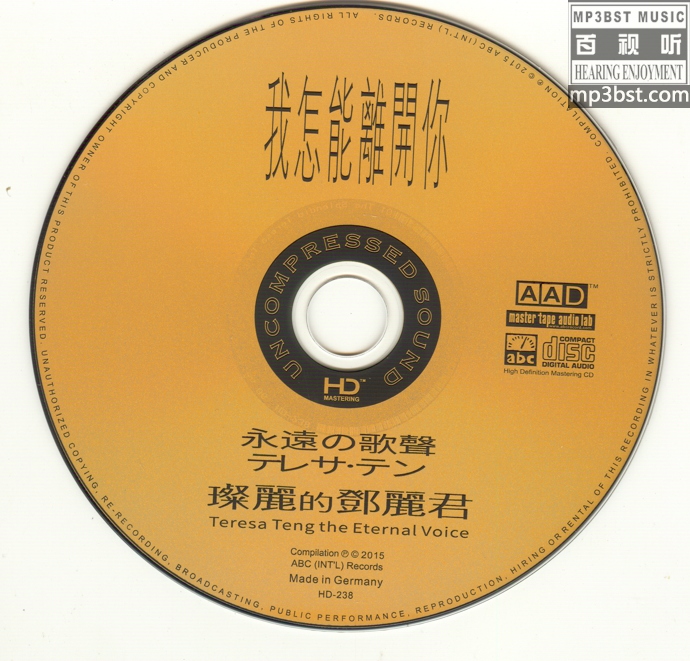 MP3BST MUSIC
百视听
HEARING ENJOYMENT
mp3bst.com
我怎能離開你
UNCOMPRESSED SOUND
HD™
MASTERING
AAD™
master tape audio lab
abc
COMPACT
disc
DIGITAL AUDIO
High Definition Mastering CD
永遠の歌聲
テレサ·テン
璨麗的鄧麗君
Teresa Teng the Eternal Voice
Compilation ℗ © 2015
ABC (INT'L) Records
Made in Germany
HD-238
℗ © 2015 ABC (INT'L) RECORDS. ALL RIGHTS OF THE PRODUCER AND COPYRIGHT OWNER OF THIS PRODUCT RESERVED. UNAUTHORIZED COPYING, RE-RECORDING, BROADCASTING, PUBLIC PERFORMANCE, REPRODUCTION, HIRING OR RENTAL OF THIS RECORDING IN WHATEVER IS STRICTLY PROHIBITED. COMPILATION